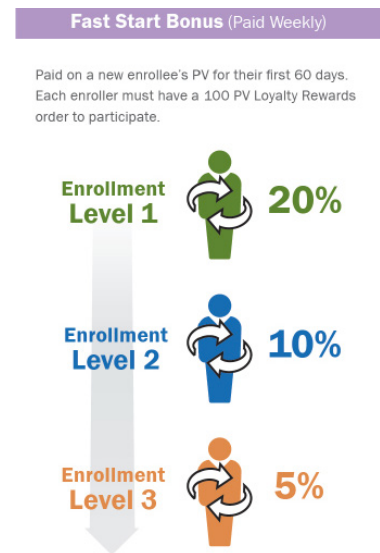 Fast Start Bonus (Paid Weekly)
Paid on a new enrollee's PV for their first 60 days.
Each enroller must have a 100 PV Loyalty Rewards
order to participate.
Enrollment
Level 1
20%
Enrollment
Level 2
10%
Enrollment
Level 3
5%